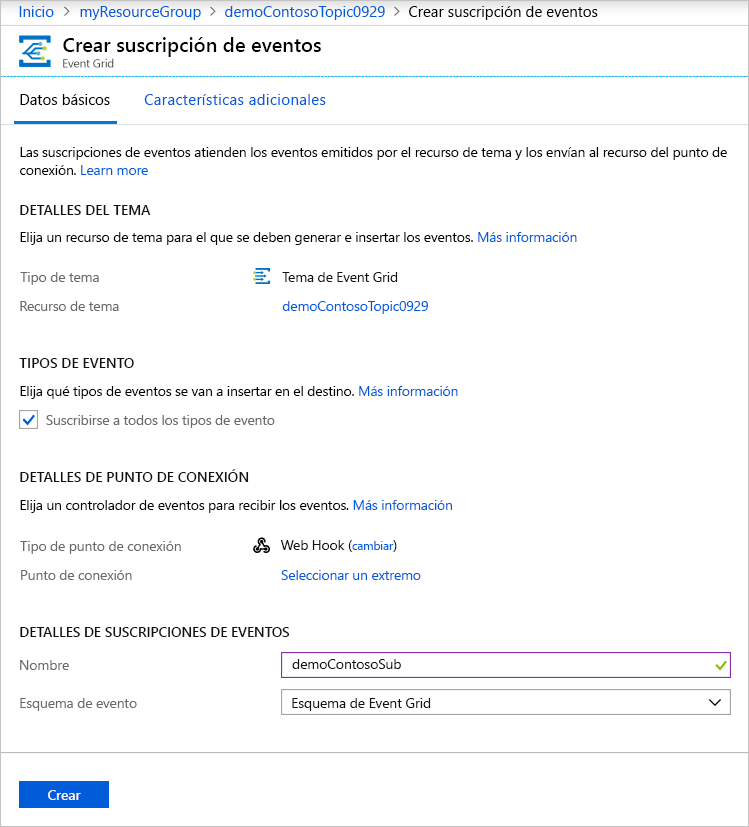 Inicio > myResourceGroup > demoContosoTopic0929 > Crear suscripción de eventos
Crear suscripción de eventos
Event Grid
Datos básicos Características adicionales
Las suscripciones de eventos atienden los eventos emitidos por el recurso de tema y los envían al recurso del punto de
conexión. Learn more
DETALLES DEL TEMA
Elija un recurso de tema para el que se deben generar e insertar los eventos. Más información
Tipo de tema Tema de Event Grid
Recurso de tema demoContosoTopic0929
TIPOS DE EVENTO
Elija qué tipos de eventos se van a insertar en el destino. Más información
Suscribirse a todos los tipos de evento
DETALLES DE PUNTO DE CONEXIÓN
Elija un controlador de eventos para recibir los eventos. Más información
Tipo de punto de conexión Web Hook (cambiar)
Punto de conexión Seleccionar un extremo
DETALLES DE SUSCRIPCIONES DE EVENTOS
Nombre demoContosoSub
Esquema de evento Esquema de Event Grid
Crear